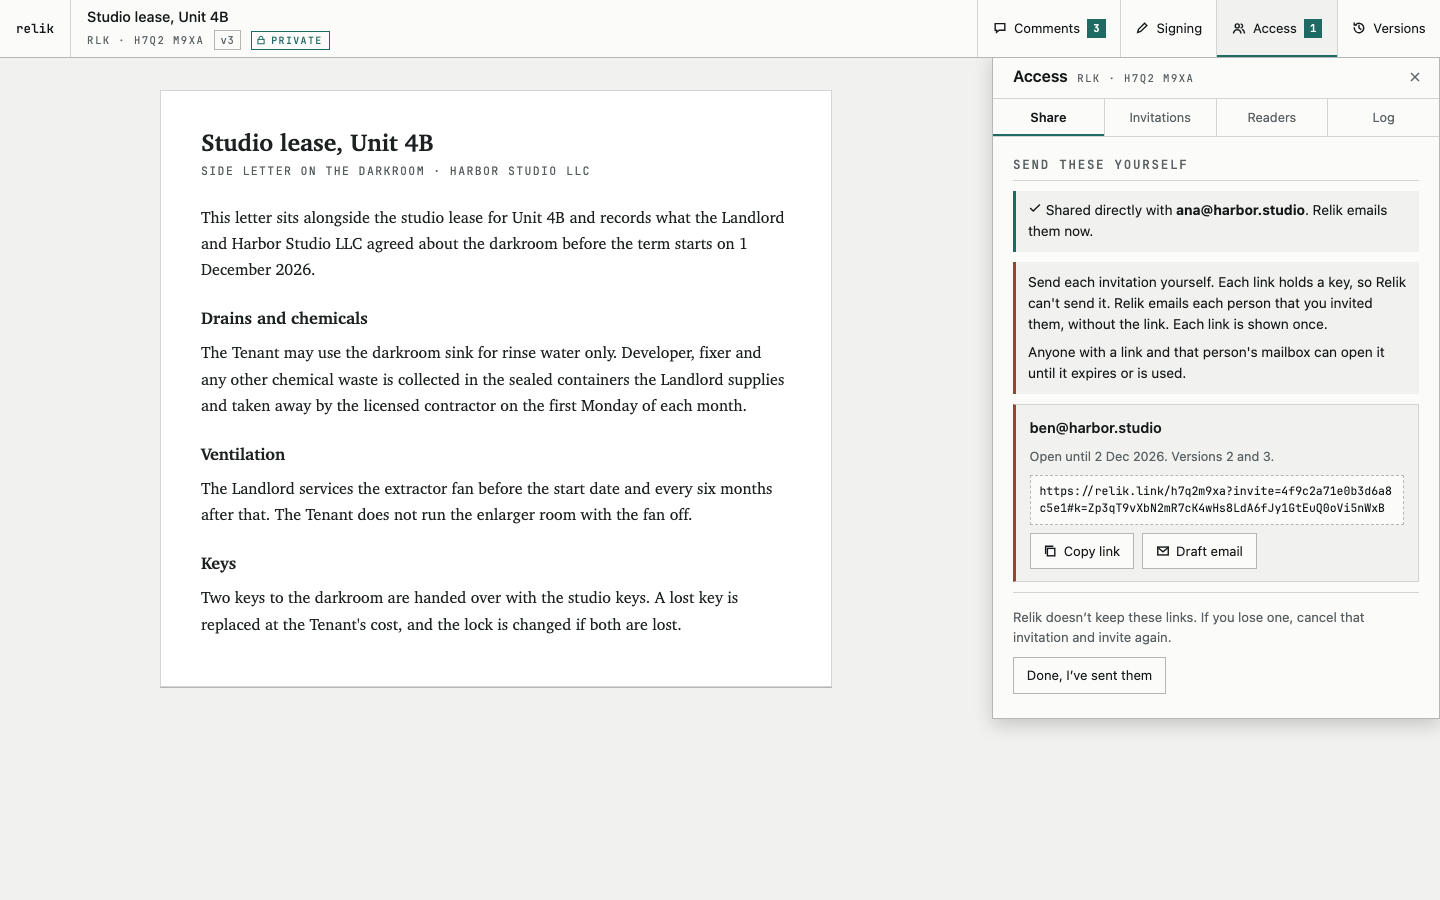 relik
Studio lease, Unit 4B
RLK · H7Q2 M9XA v3 PRIVATE
Comments 3
Signing
Access 1
Versions
Studio lease, Unit 4B
SIDE LETTER ON THE DARKROOM · HARBOR STUDIO LLC
This letter sits alongside the studio lease for Unit 4B and records what the Landlord
and Harbor Studio LLC agreed about the darkroom before the term starts on 1
December 2026.
Drains and chemicals
The Tenant may use the darkroom sink for rinse water only. Developer, fixer and
any other chemical waste is collected in the sealed containers the Landlord supplies
and taken away by the licensed contractor on the first Monday of each month.
Ventilation
The Landlord services the extractor fan before the start date and every six months
after that. The Tenant does not run the enlarger room with the fan off.
Keys
Two keys to the darkroom are handed over with the studio keys. A lost key is
replaced at the Tenant's cost, and the lock is changed if both are lost.
Access RLK · H7Q2 M9XA
Share
Invitations
Readers
Log
SEND THESE YOURSELF
Shared directly with ana@harbor.studio. Relik emails
them now.
Send each invitation yourself. Each link holds a key, so Relik
can't send it. Relik emails each person that you invited
them, without the link. Each link is shown once.
Anyone with a link and that person's mailbox can open it
until it expires or is used.
ben@harbor.studio
Open until 2 Dec 2026. Versions 2 and 3.
https://relik.link/h7q2m9xa?invite=4f9c2a71e0b3d6a8
c5e1#k=Zp3qT9vXbN2mR7cK4wHs8LdA6fJy1GtEuQ0oVi5nWxB
Copy link
Draft email
Relik doesn’t keep these links. If you lose one, cancel that
invitation and invite again.
Done, I’ve sent them